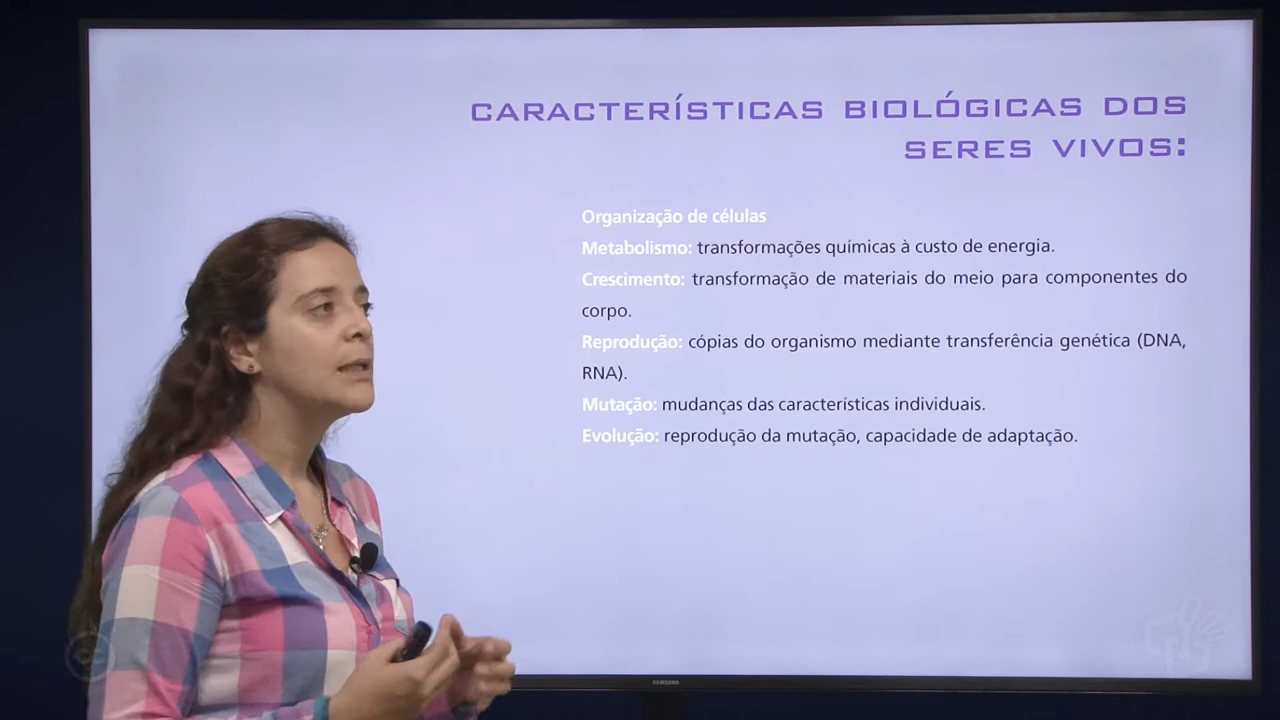 CARACTERÍSTICAS BIOLÓGICAS DOS
SERES VIVOS:
Organização de células
Metabolismo: transformações químicas à custo de energia.
Crescimento: transformação de materiais do meio para componentes do
corpo.
Reprodução: cópias do organismo mediante transferência genética (DNA,
RNA).
Mutação: mudanças das características individuais.
Evolução: reprodução da mutação, capacidade de adaptação.
SAMSUNG